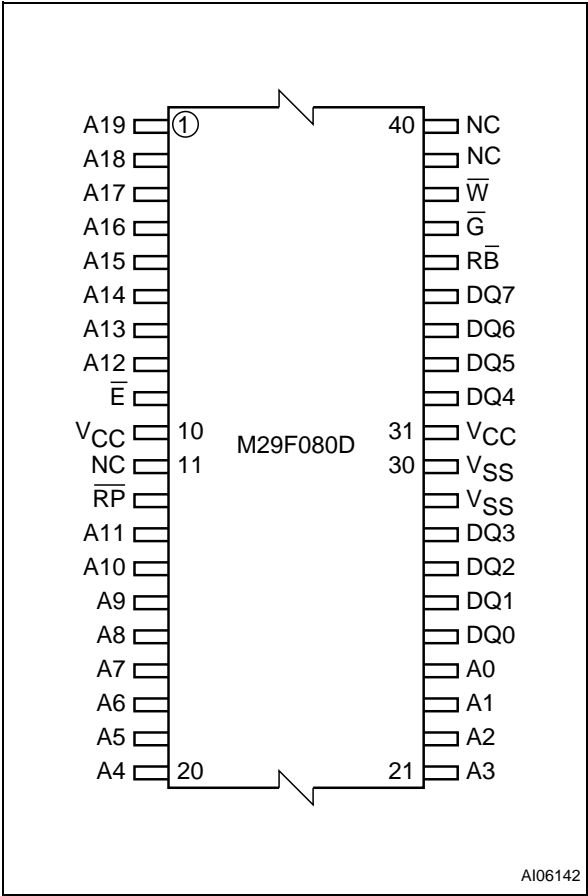 A19 ① 40 NC
A18 NC
A17 W̅
A16 G̅
A15 RB̅
A14 DQ7
A13 DQ6
A12 DQ5
E̅ DQ4
VCC 10 M29F080D 31 VCC
NC 11 30 VSS
R̅P̅ VSS
A11 DQ3
A10 DQ2
A9 DQ1
A8 DQ0
A7 A0
A6 A1
A5 A2
A4 20 21 A3
AI06142